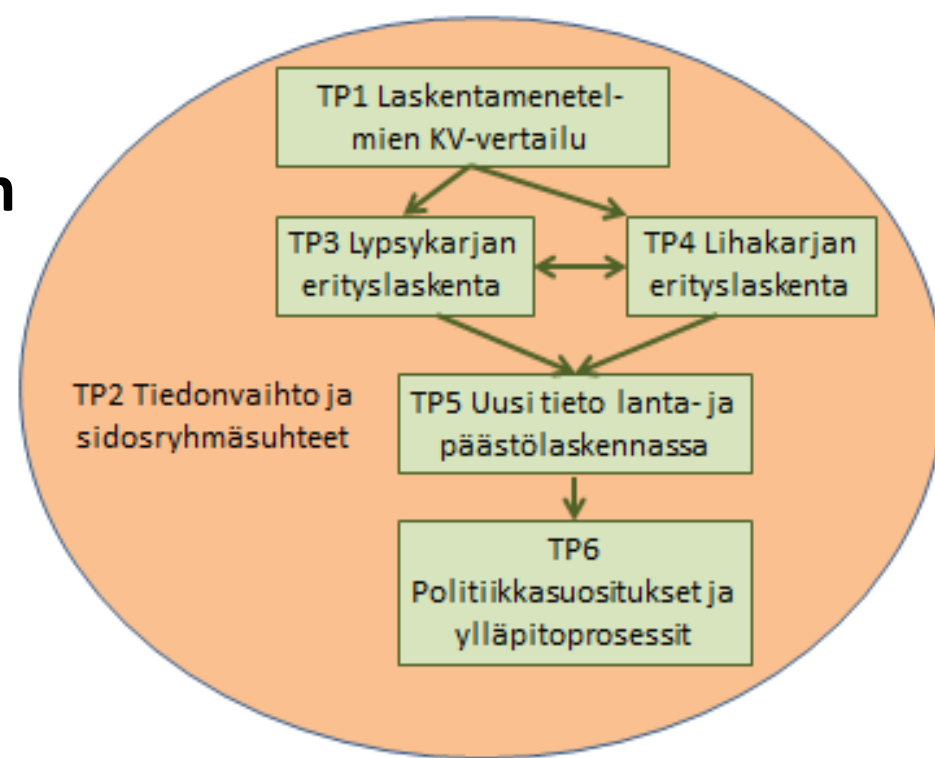 n
TP1 Laskentamenetel-
mien KV-vertailu
TP3 Lypsykarjan
erityslaskenta
TP4 Lihakarjan
erityslaskenta
TP2 Tiedonvaihto ja
sidosryhmäsuhteet
TP5 Uusi tieto lanta- ja
päästölaskennassa
TP6
Politiikkasuositukset ja
ylläpitoprosessit